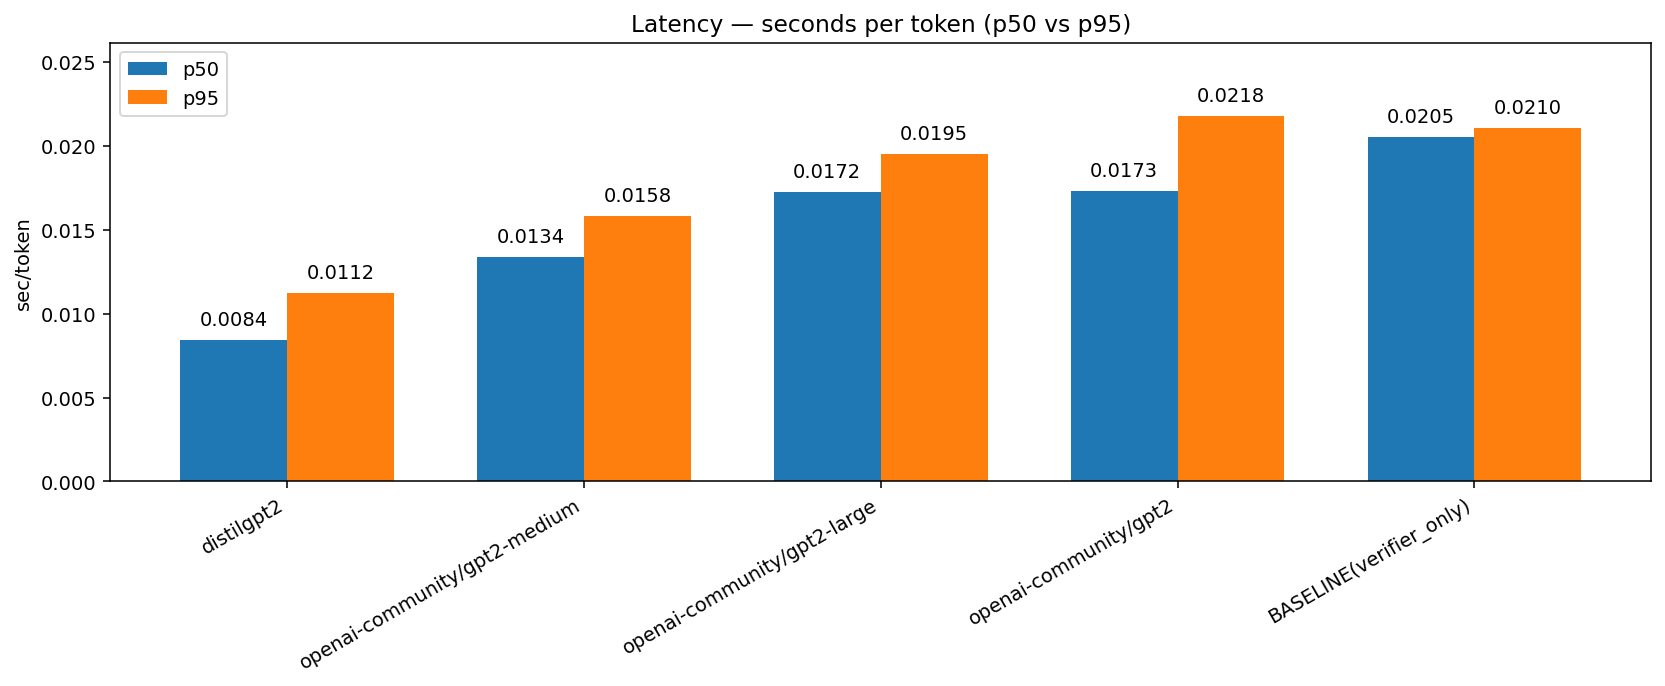 Latency — seconds per token (p50 vs p95)
p50
p95
sec/token
0.025
0.020
0.015
0.010
0.005
0.000
0.0084
0.0112
0.0134
0.0158
0.0172
0.0195
0.0173
0.0218
0.0205
0.0210
distilgpt2
openai-community/gpt2-medium
openai-community/gpt2-large
openai-community/gpt2
BASELINE(verifier_only)